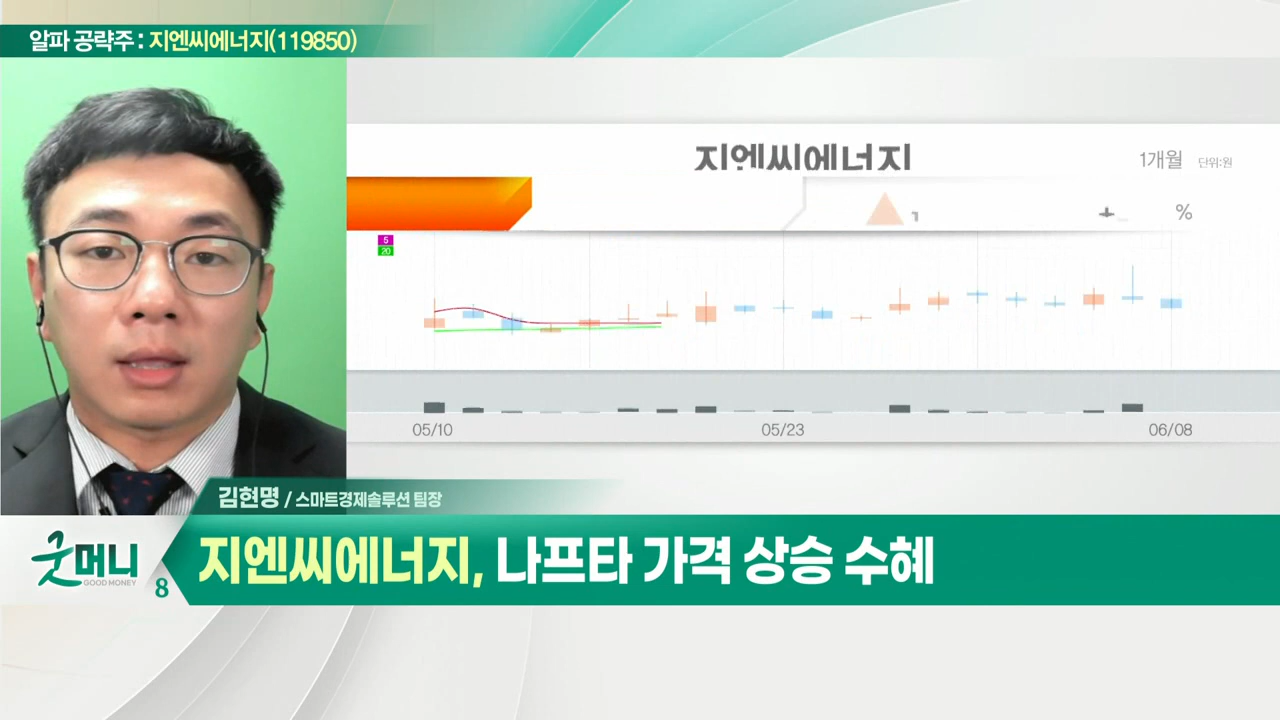 알파 공략주 : 지엔씨에너지(119850)
지엔씨에너지
1개월 단위:원
%
5
20
05/10 05/23 06/08
김현명 / 스마트경제솔루션 팀장
굿머니
GOOD MONEY
8
지엔씨에너지, 나프타 가격 상승 수혜